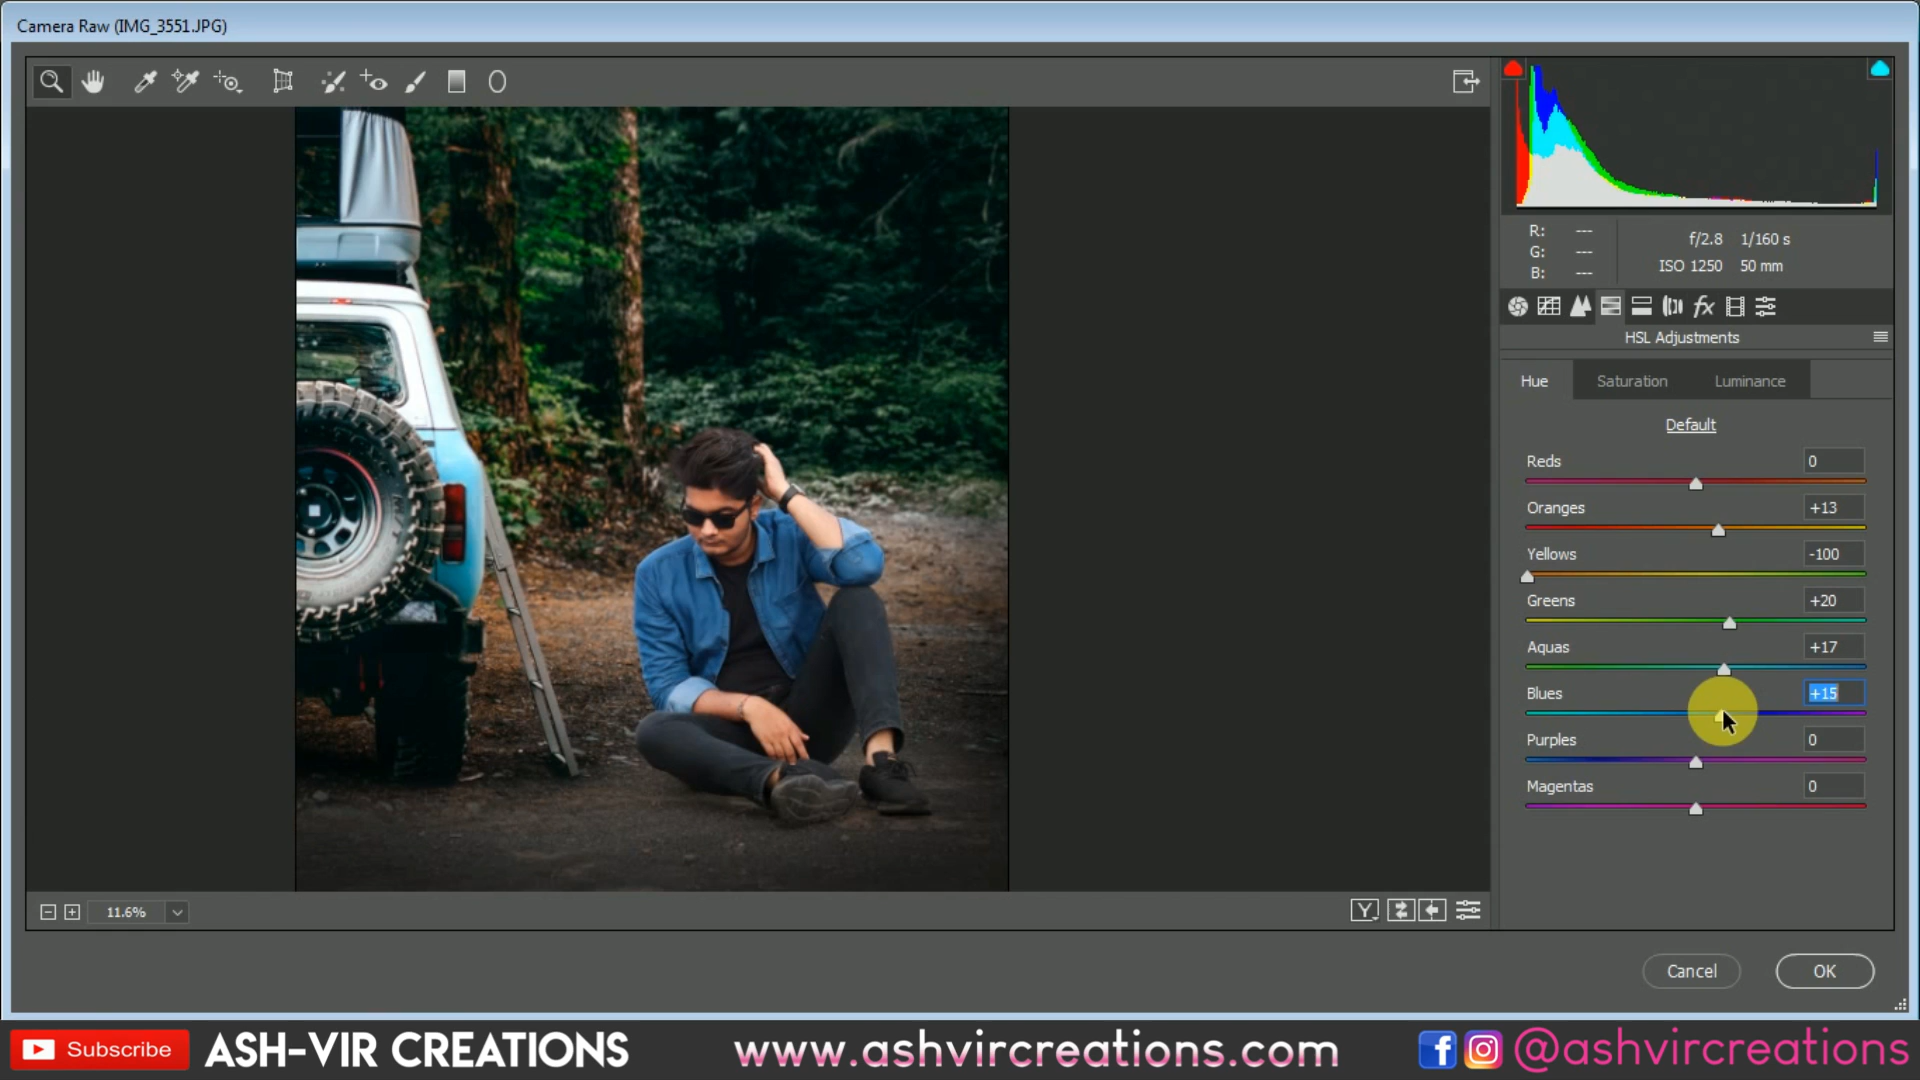 Camera Raw (IMG_3551.JPG)
R: ---
G: ---
B: ---
f/2.8 1/160 s
ISO 1250 50 mm
fx
HSL Adjustments
Hue Saturation Luminance
Default
Reds 0
Oranges +13
Yellows -100
Greens +20
Aquas +17
Blues +15
Purples 0
Magentas 0
11.6%
Y
Cancel OK
Subscribe ASH-VIR CREATIONS www.ashvircreations.com @ashvircreations